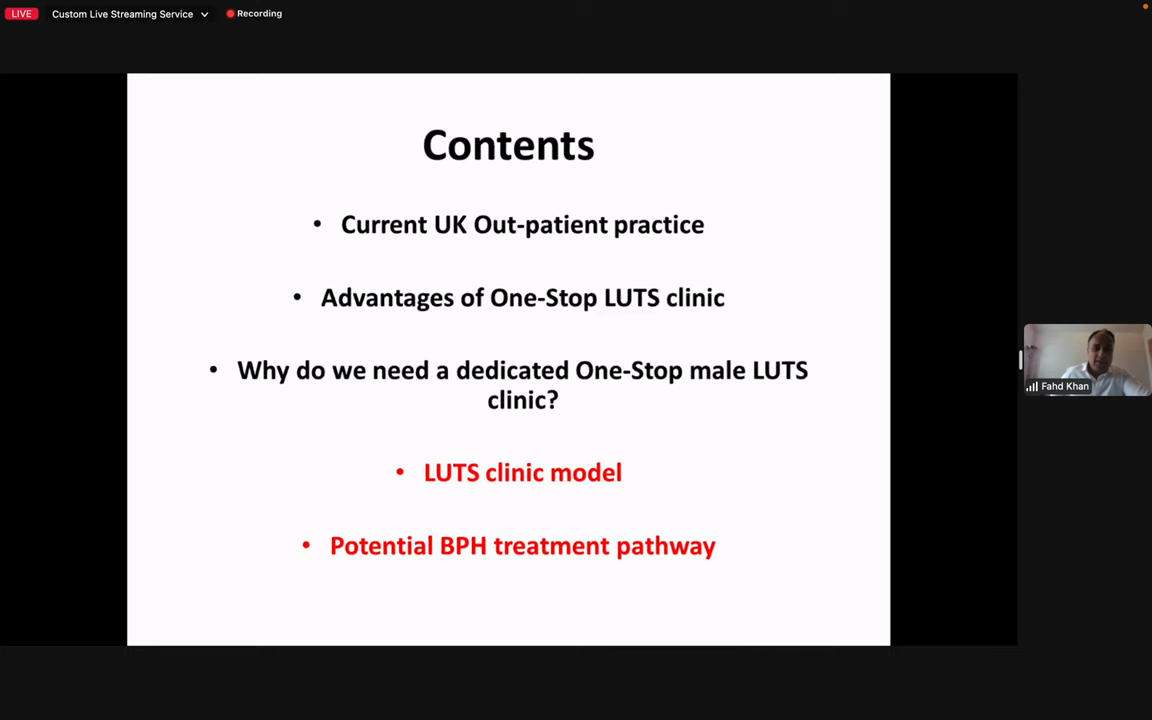 LIVE Custom Live Streaming Service Recording
Contents
• Current UK Out-patient practice
• Advantages of One-Stop LUTS clinic
• Why do we need a dedicated One-Stop male LUTS
clinic?
• LUTS clinic model
• Potential BPH treatment pathway
Fahd Khan